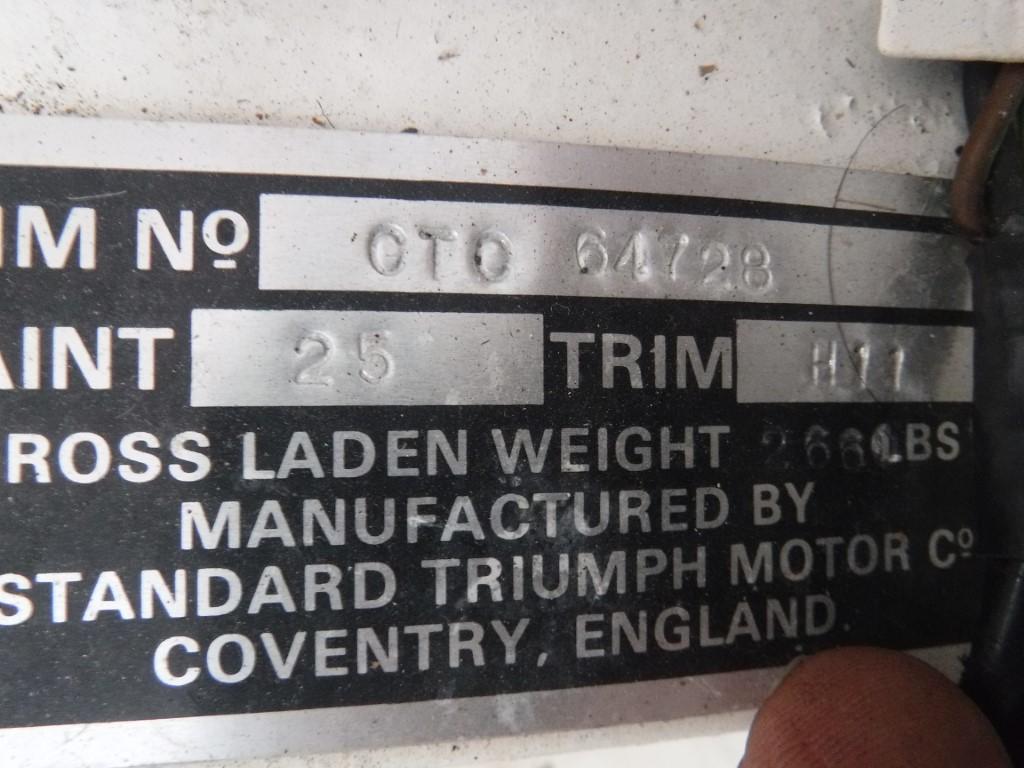 IM Nº CTC 64728
AINT 25 TRIM H11
ROSS LADEN WEIGHT LBS
MANUFACTURED BY
STANDARD TRIUMPH MOTOR Cº
COVENTRY, ENGLAND.